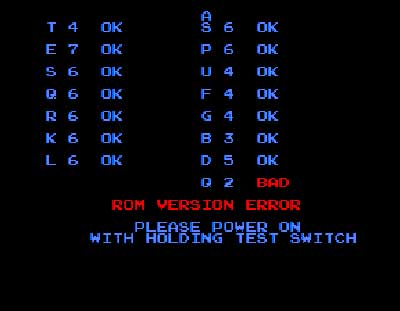 A
T 4 OK S 6 OK
E 7 OK P 6 OK
S 6 OK U 4 OK
Q 6 OK F 4 OK
R 6 OK G 4 OK
K 6 OK B 3 OK
L 6 OK D 5 OK
Q 2 BAD
ROM VERSION ERROR
PLEASE POWER ON
WITH HOLDING TEST SWITCH